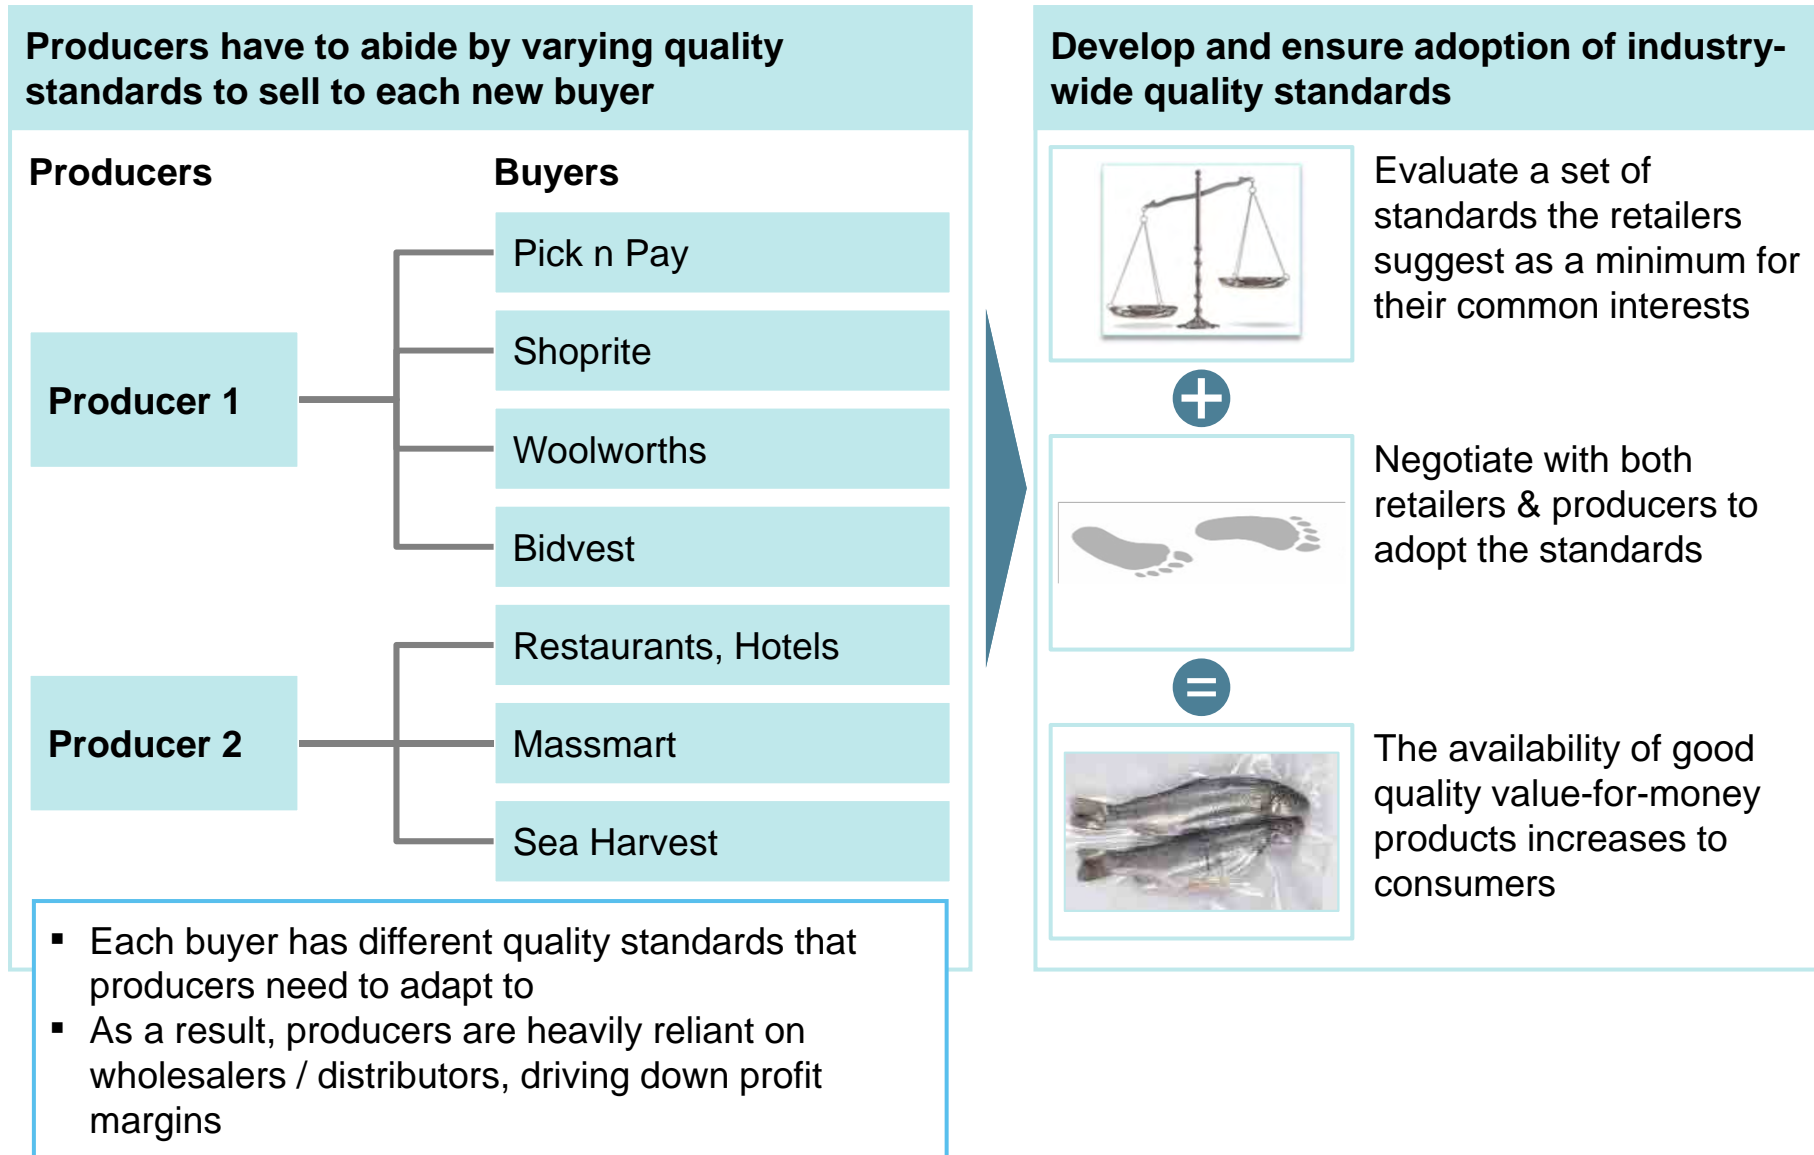 Producers have to abide by varying quality
standards to sell to each new buyer
Producers
Buyers
Producer 1
Pick n Pay
Shoprite
Woolworths
Bidvest
Producer 2
Restaurants, Hotels
Massmart
Sea Harvest
▪ Each buyer has different quality standards that
producers need to adapt to
▪ As a result, producers are heavily reliant on
wholesalers / distributors, driving down profit
margins
Develop and ensure adoption of industry-
wide quality standards
Evaluate a set of
standards the retailers
suggest as a minimum for
their common interests
+
Negotiate with both
retailers & producers to
adopt the standards
=
The availability of good
quality value-for-money
products increases to
consumers